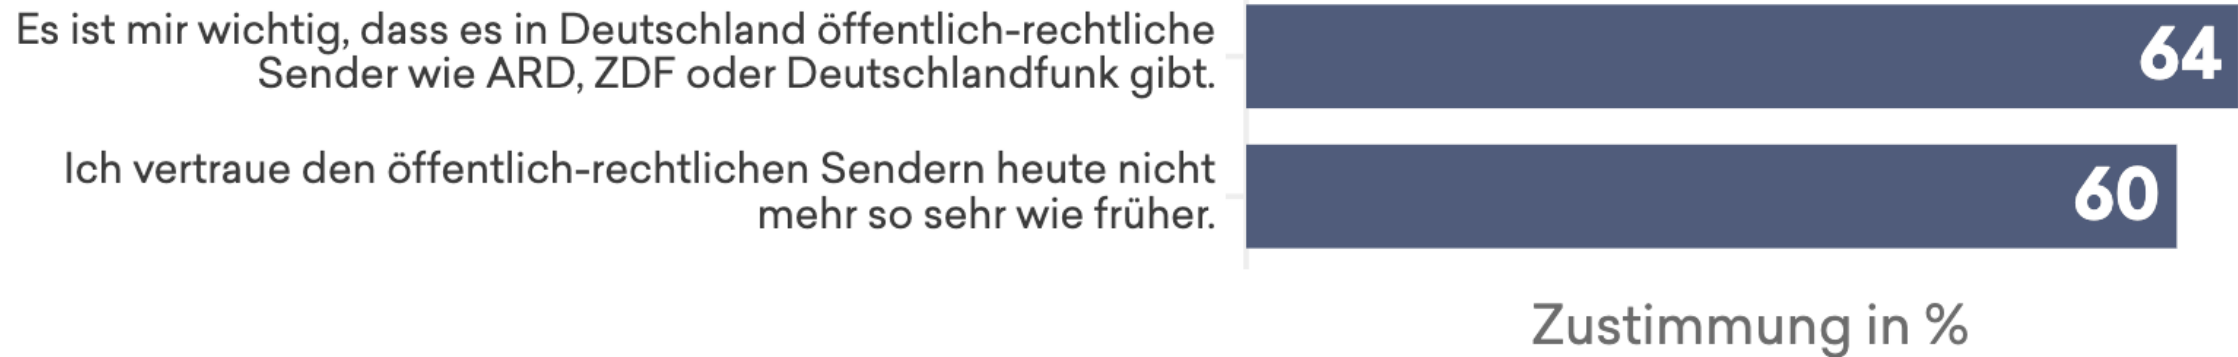 Es ist mir wichtig, dass es in Deutschland öffentlich-rechtliche
Sender wie ARD, ZDF oder Deutschlandfunk gibt.
64
Ich vertraue den öffentlich-rechtlichen Sendern heute nicht
mehr so sehr wie früher.
60
Zustimmung in %